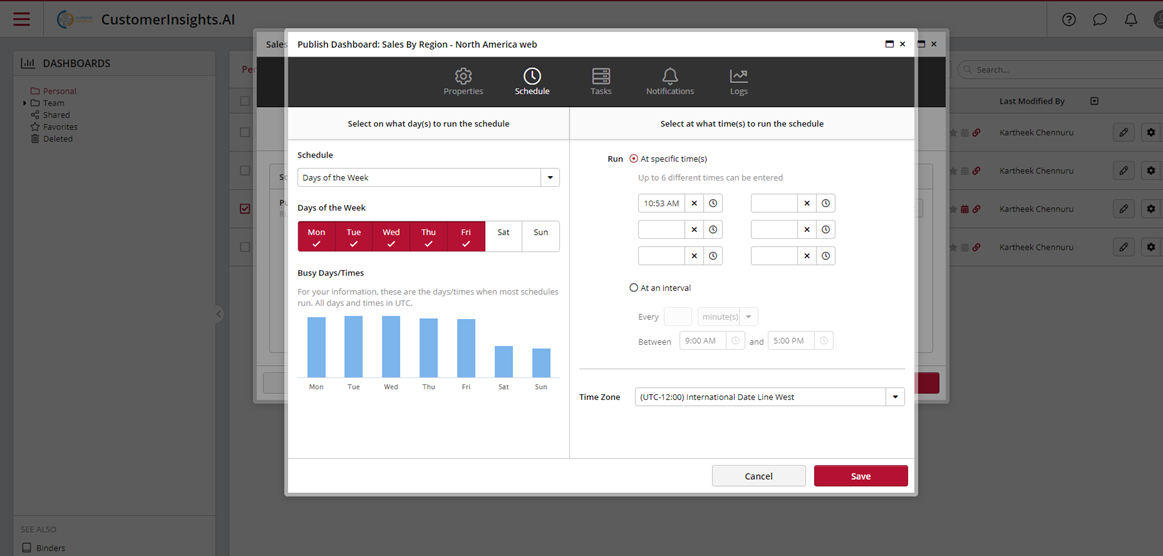 CustomerInsights.AI
DASHBOARDS
Personal
Team
Shared
Favorites
Deleted
SEE ALSO
Binders
Sales
Publish Dashboard: Sales By Region - North America web
Properties
Schedule
Tasks
Notifications
Logs
Select on what day(s) to run the schedule
Select at what time(s) to run the schedule
Schedule
Days of the Week
Days of the Week
Mon Tue Wed Thu Fri Sat Sun
Busy Days/Times
For your information, these are the days/times when most schedules
run. All days and times in UTC.
Mon Tue Wed Thu Fri Sat Sun
Run At specific time(s)
Up to 6 different times can be entered
10:53 AM
At an interval
Every minute(s)
Between 9:00 AM and 5:00 PM
Time Zone (UTC-12:00) International Date Line West
Cancel Save
Search...
Last Modified By
Kartheek Chennuru
Kartheek Chennuru
Kartheek Chennuru
Kartheek Chennuru